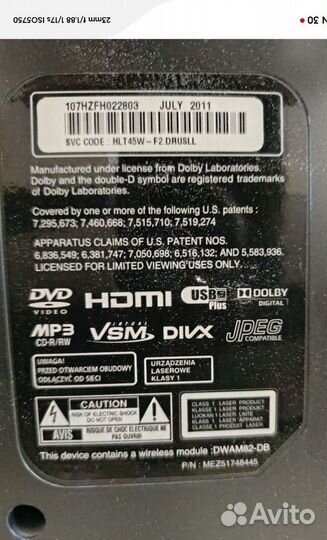 23mm f/1.88 1/17s ISO5750
N 30
107HZFH022803 JULY 2011
SVC CODE : HLT45W-F2.DRUSLL
Manufactured under license from Dolby Laboratories.
Dolby and the double-D symbol are registered trademarks
of Dolby Laboratories.
Covered by one or more of the following U.S. patents :
7,295,673; 7,460,668; 7,515,710; 7,519,274
APPARATUS CLAIMS OF U.S. PATENT NOS.
6,836,549; 6,381,747; 7,050,698; 6,516,132; AND 5,583,936.
LICENSED FOR LIMITED VIEWING USES ONLY.
DVD VIDEO
HDMI
USB Plus
DOLBY DIGITAL
MP3 CD-R/RW
VIRTUAL VSM
DIVX
JPEG COMPATIBLE
UWAGA!
PRZED OTWARCIEM OBUDOWY
ODŁĄCZYĆ OD SIECI
URZĄDZENIA
LASEROWE
KLASY 1
CAUTION
RISK OF ELECTRIC SHOCK
DO NOT OPEN
AVIS
RISQUE DE CHOC ELECTRIQUE
NE PAS OUVRIR
CLASS 1 LASER PRODUCT
KLASSE 1 LASER PRODUKT
LUOKAN 1 LASER LAITE
KLASS 1 LASER APPARAT
CLASSE 1 PRODUIT LASER
This device contains a wireless module : DWAM82-DB
P/N : MEZ51748445
Avito